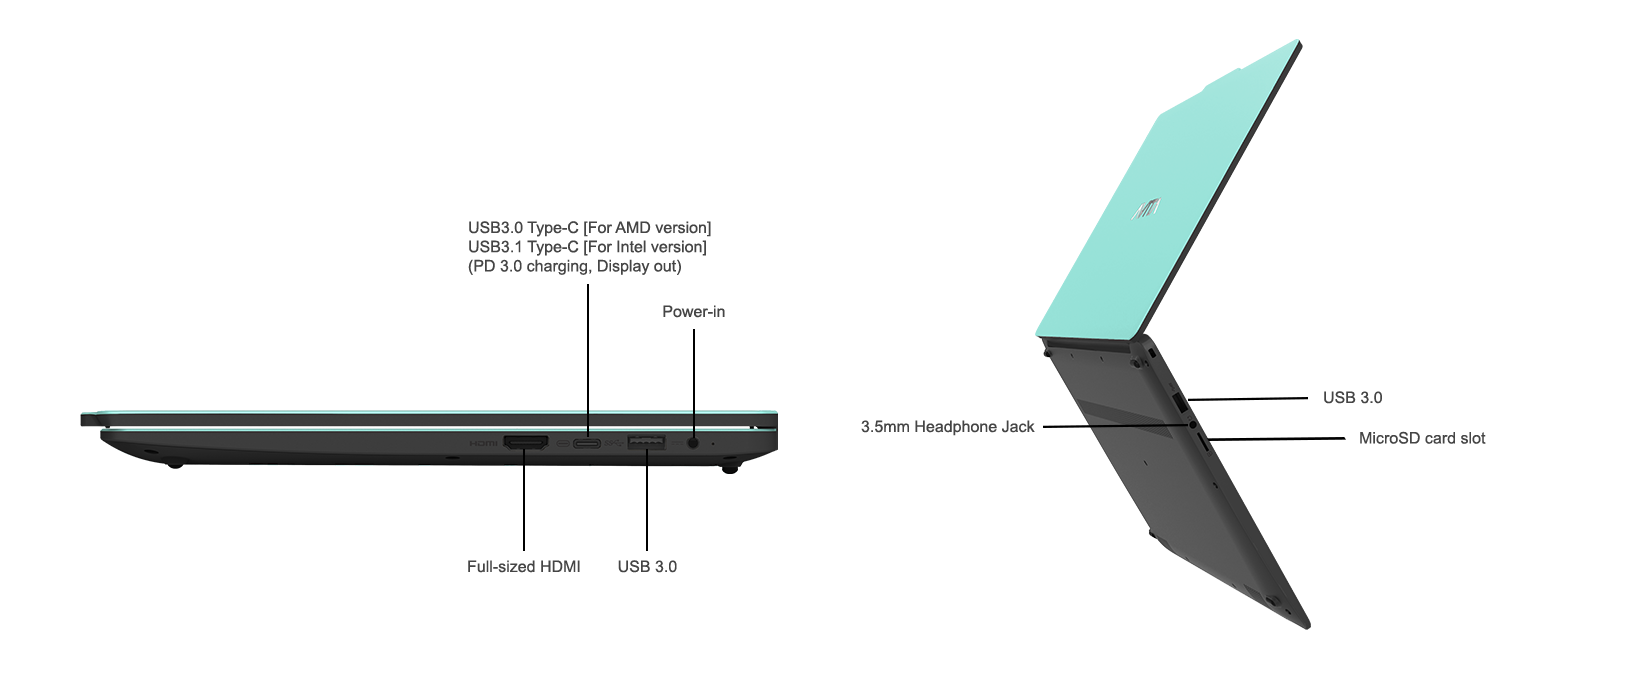 USB3.0 Type-C [For AMD version]
USB3.1 Type-C [For Intel version]
(PD 3.0 charging, Display out)
Power-in
HDMI
Full-sized HDMI
USB 3.0
USB 3.0
3.5mm Headphone Jack
MicroSD card slot